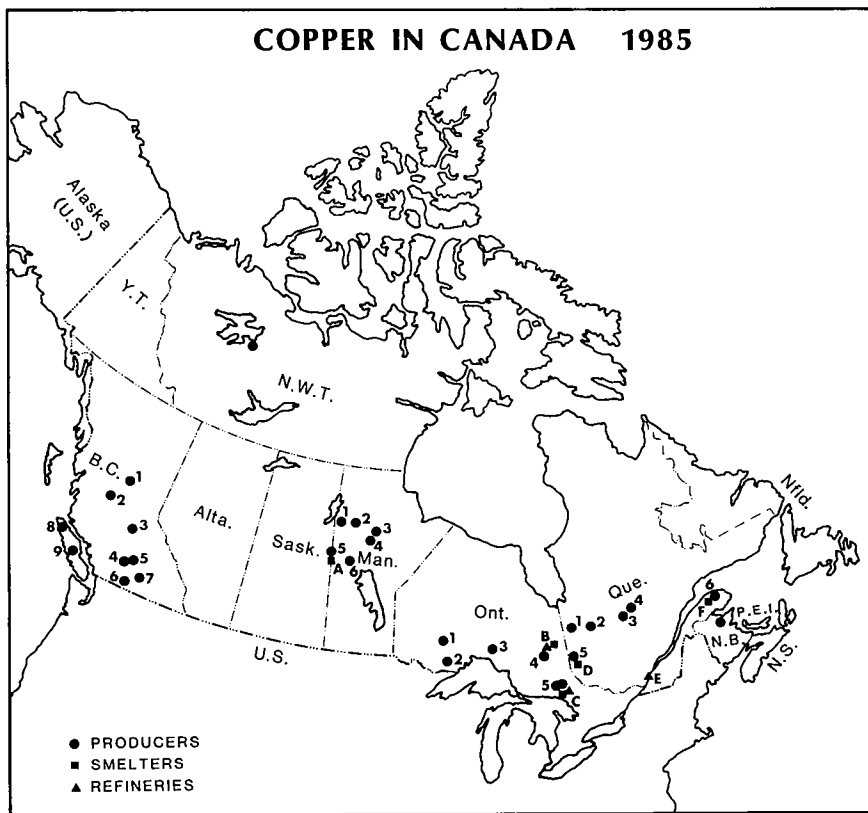 COPPER IN CANADA 1985
Alaska
(U.S.)
Y.T.
N.W.T.
B.C.
1
2
3
4 5
6 7
8
9
Alta.
Sask.
Man.
1 2
3
4
5
A
6
Ont.
1
2
3
4
B
5
C
Que.
1 2
3
4
5
D
E
6
F
Nfld.
P.E.I.
N.B.
N.S.
U.S.
PRODUCERS
SMELTERS
REFINERIES